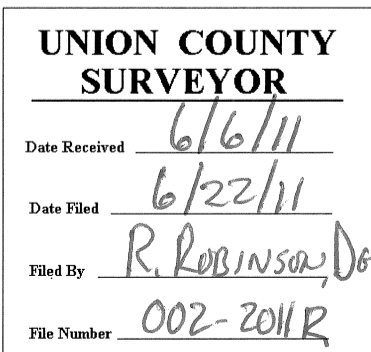 UNION COUNTY
SURVEYOR
Date Received 6/6/11
Date Filed 6/22/11
Filed By R. ROBINSON, DG
File Number 002-2011R